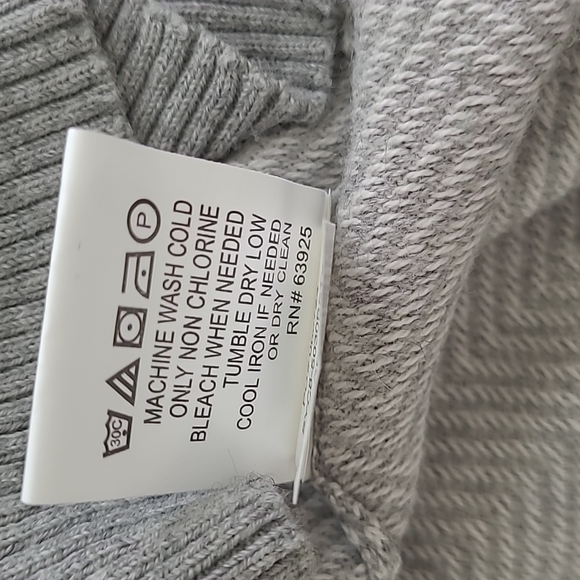 30C P
MACHINE WASH COLD
ONLY NON CHLORINE
BLEACH WHEN NEEDED
TUMBLE DRY LOW
COOL IRON IF NEEDED
OR DRY CLEAN
RN# 63925